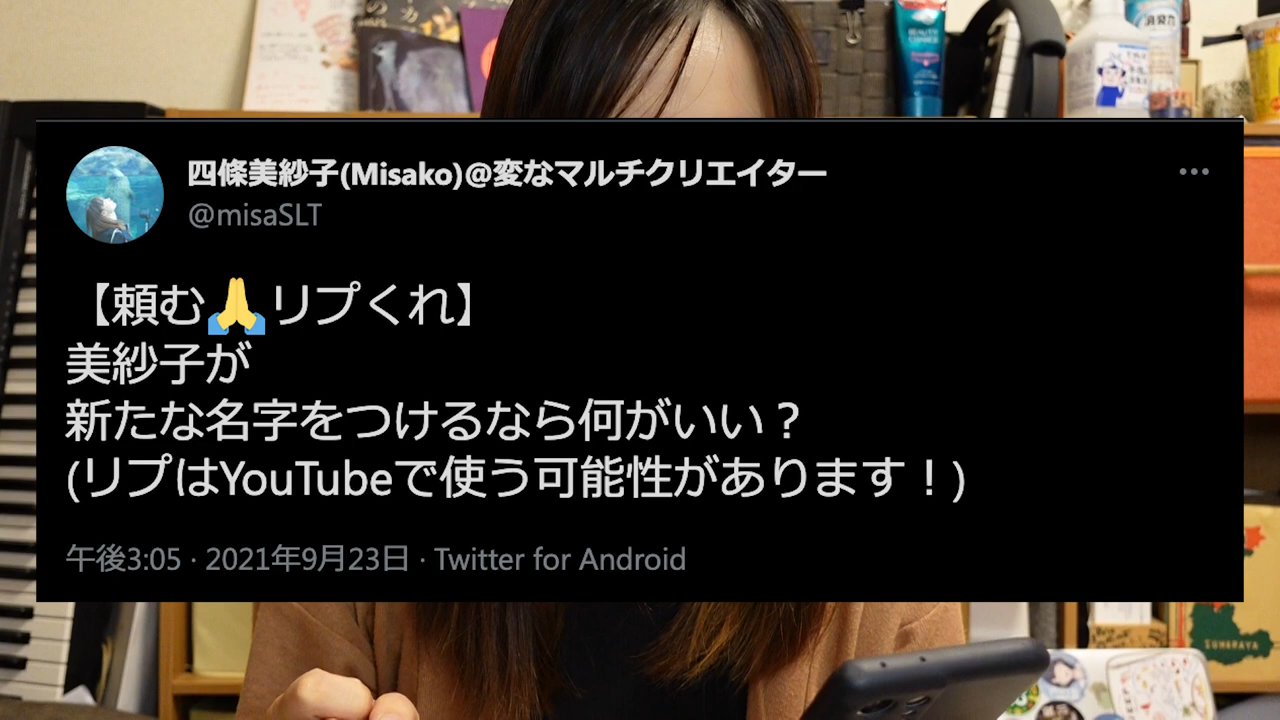 四條美紗子(Misako)@変なマルチクリエイター
@misaSLT
【頼む🙏リプくれ】
美紗子が
新たな名字をつけるなら何がいい？
(リプはYouTubeで使う可能性があります！)
午後3:05 · 2021年9月23日 · Twitter for Android
SUHARAYA